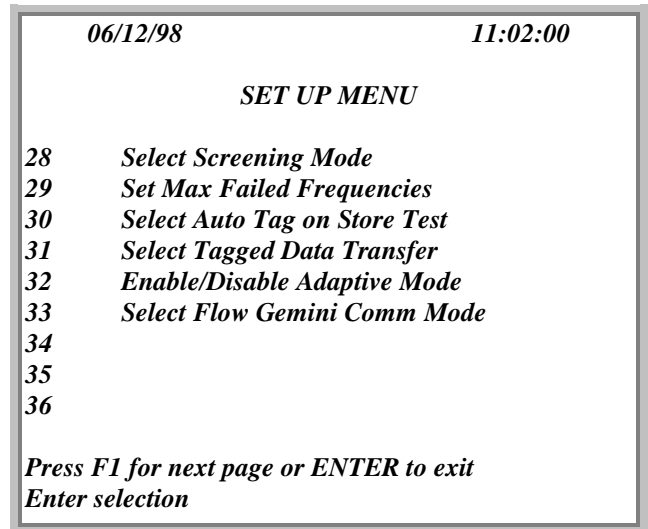 06/12/98 11:02:00
SET UP MENU
28 Select Screening Mode
29 Set Max Failed Frequencies
30 Select Auto Tag on Store Test
31 Select Tagged Data Transfer
32 Enable/Disable Adaptive Mode
33 Select Flow Gemini Comm Mode
34
35
36
Press F1 for next page or ENTER to exit
Enter selection